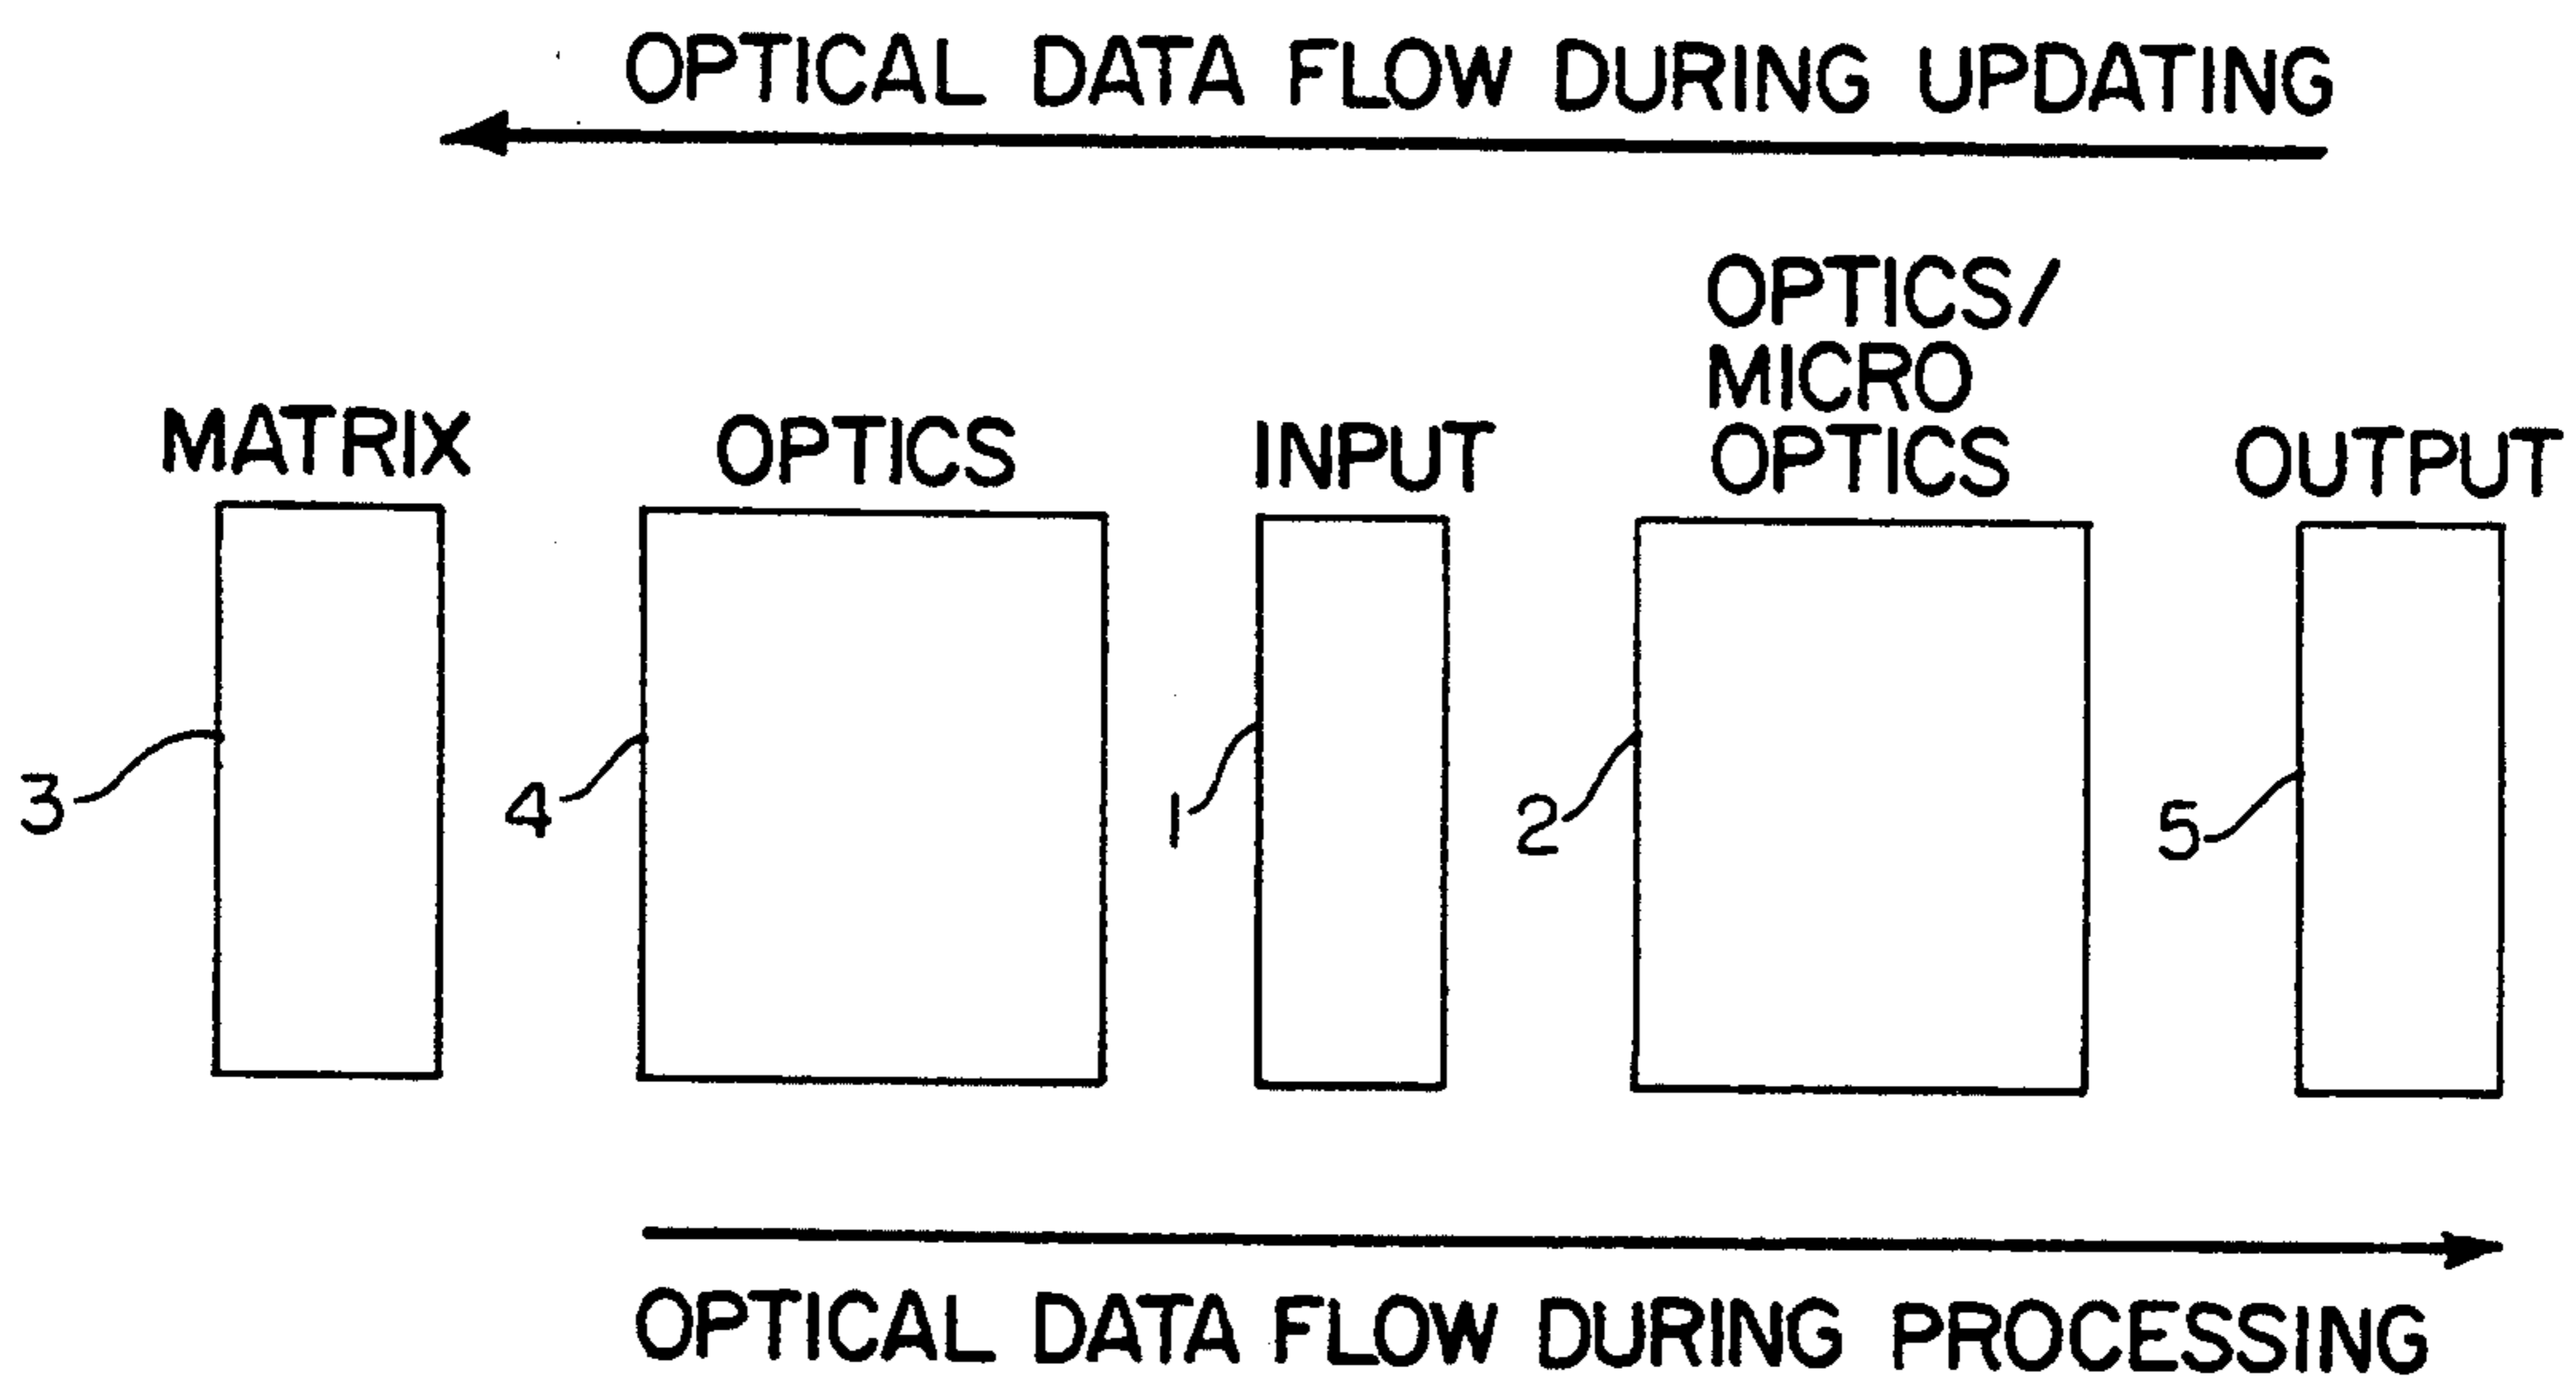 OPTICAL DATA FLOW DURING UPDATING
MATRIX
OPTICS
INPUT
OPTICS/
MICRO
OPTICS
OUTPUT
3
4
1
2
5
OPTICAL DATA FLOW DURING PROCESSING